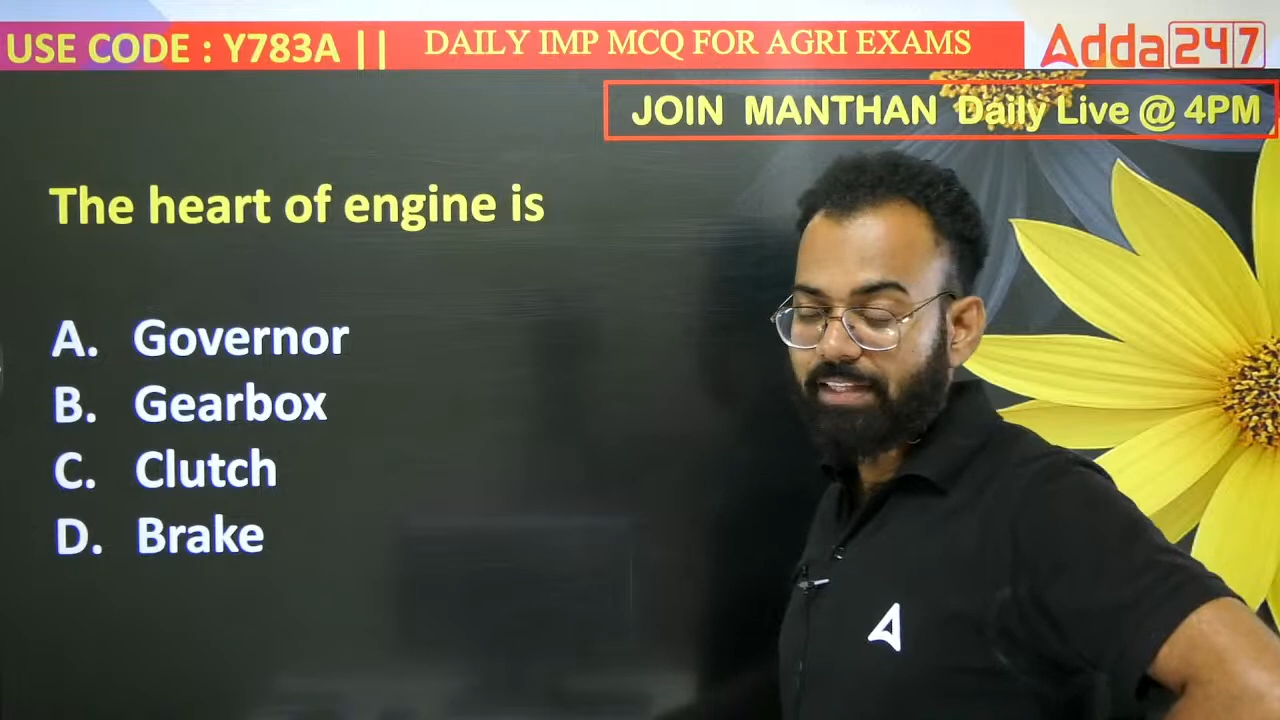 USE CODE : Y783A || DAILY IMP MCQ FOR AGRI EXAMS Adda247
JOIN MANTHAN Daily Live @ 4PM
The heart of engine is
A. Governor
B. Gearbox
C. Clutch
D. Brake